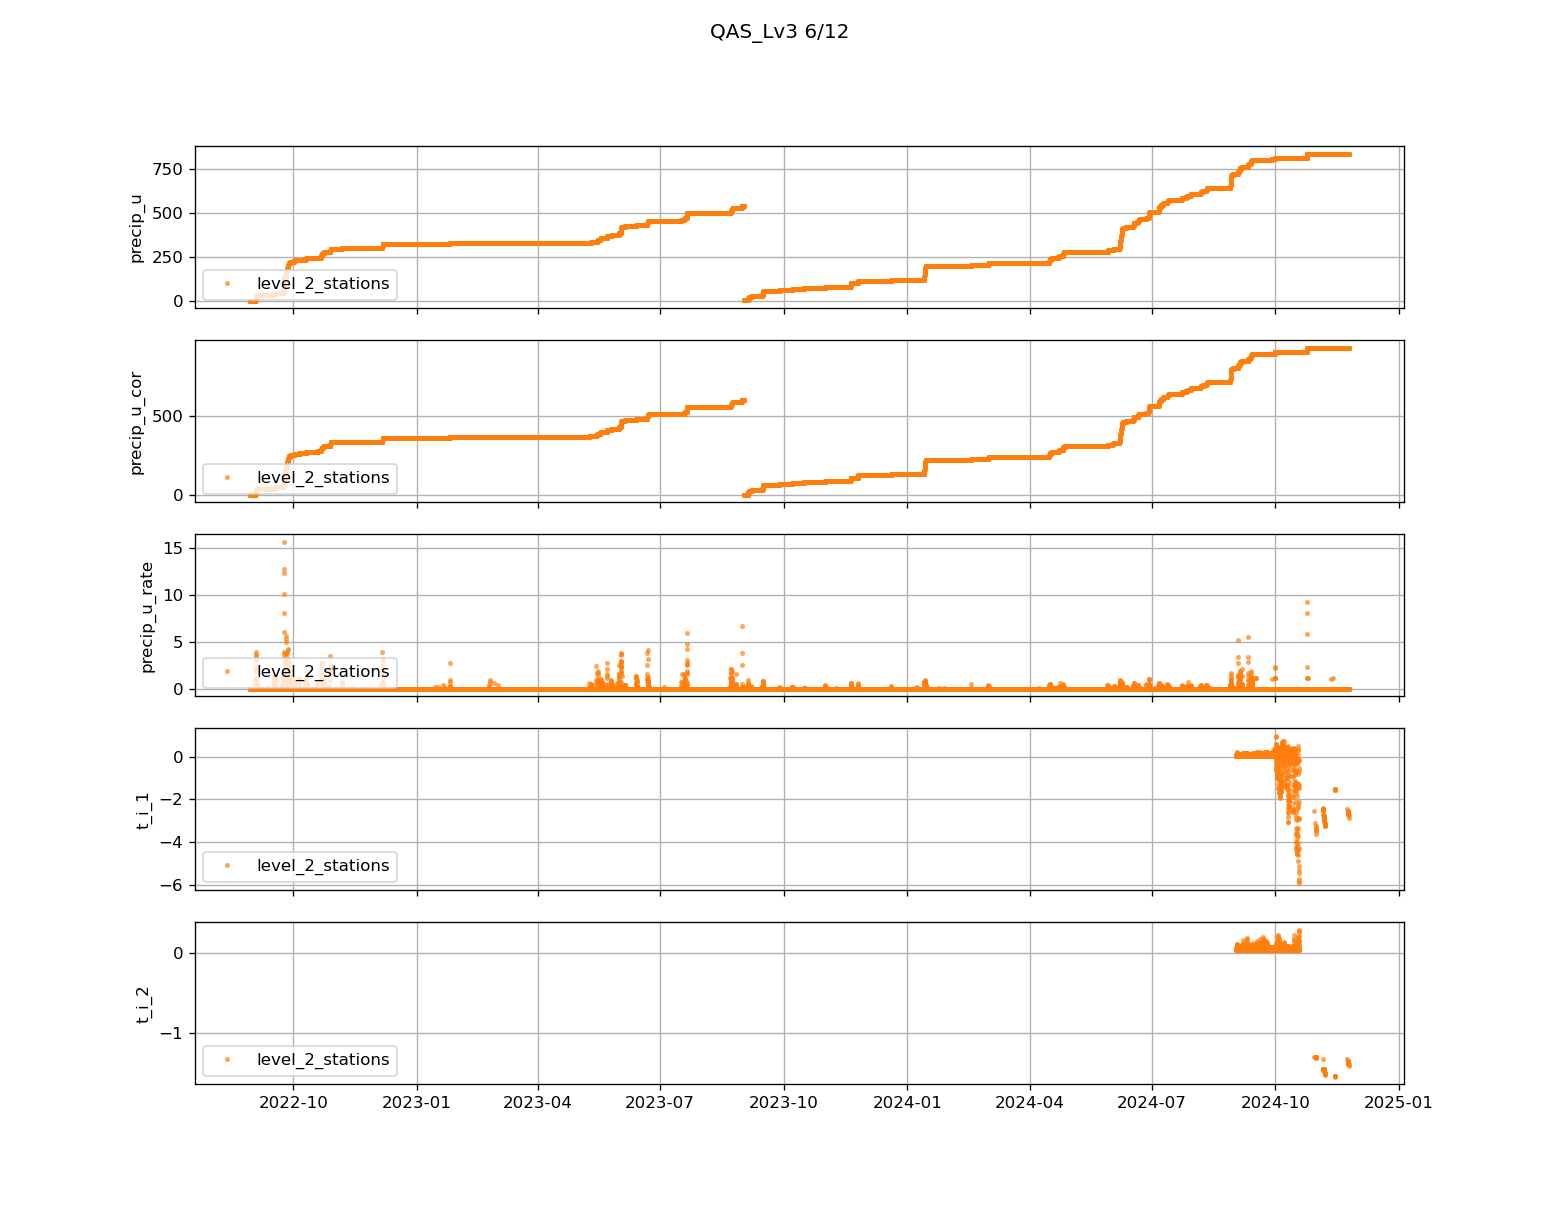 QAS_Lv3 6/12
750
500
250
0
precip_u
level_2_stations
500
0
precip_u_cor
level_2_stations
15
10
5
0
precip_u_rate
level_2_stations
0
−2
−4
−6
t_i_1
level_2_stations
0
−1
t_i_2
level_2_stations
2022-10 2023-01 2023-04 2023-07 2023-10 2024-01 2024-04 2024-07 2024-10 2025-01